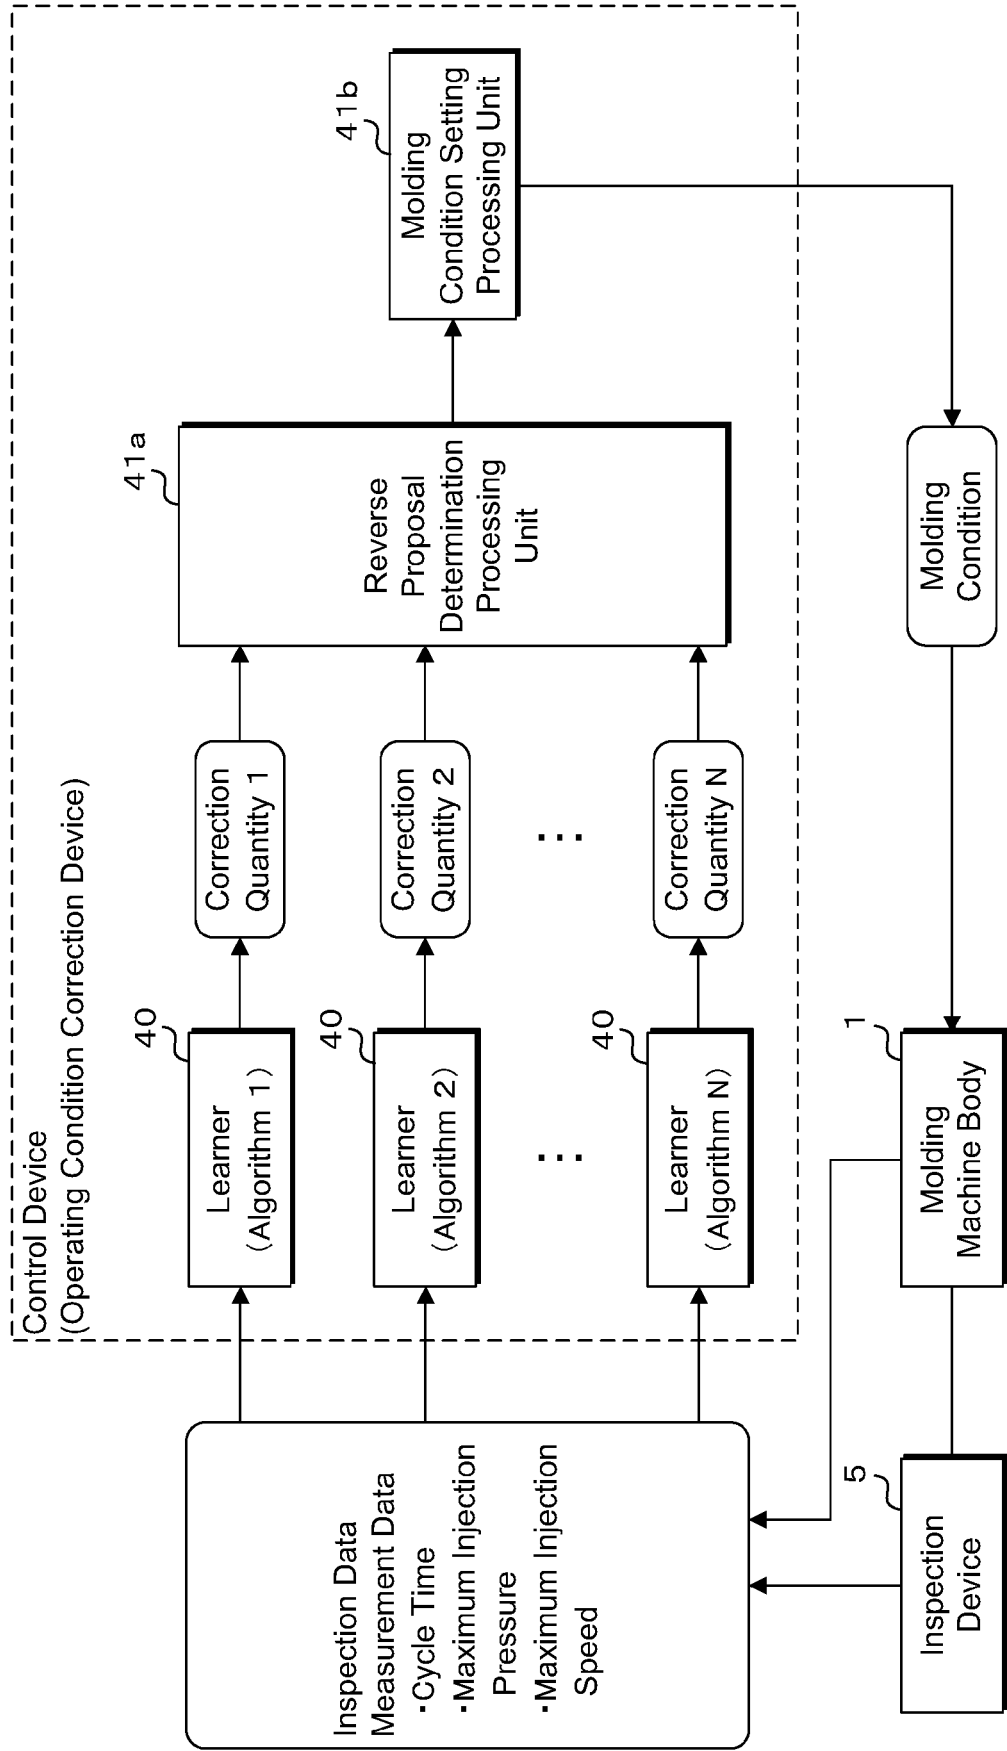 Control Device
(Operating Condition Correction Device)
Inspection Data
Measurement Data
・Cycle Time
・Maximum Injection
Pressure
・Maximum Injection
Speed
40
Learner
(Algorithm 1)
Correction
Quantity 1
40
Learner
(Algorithm 2)
Correction
Quantity 2
...
...
40
Learner
(Algorithm N)
Correction
Quantity N
41a
Reverse
Proposal
Determination
Processing
Unit
41b
Molding
Condition Setting
Processing Unit
5
Inspection
Device
1
Molding
Machine Body
Molding
Condition